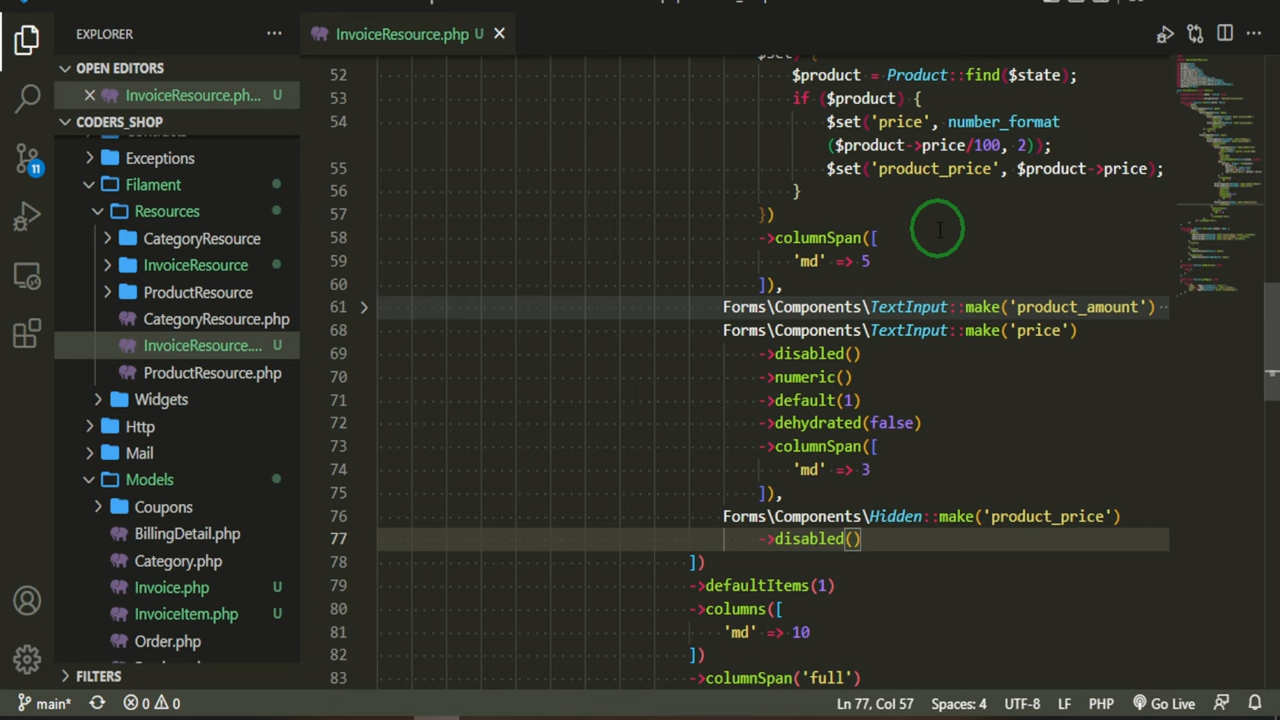 EXPLORER
InvoiceResource.php U
OPEN EDITORS
InvoiceResource.ph... U
CODERS_SHOP
Exceptions
Filament
Resources
CategoryResource
InvoiceResource
ProductResource
CategoryResource.php
InvoiceResource....
ProductResource.php
Widgets
Http
Mail
Models
Coupons
BillingDetail.php
Category.php
Invoice.php U
InvoiceItem.php U
Order.php
FILTERS
11
52 $product = Product::find($state);
53 if ($product) {
54 $set('price', number_format
($product->price/100, 2));
55 $set('product_price', $product->price);
56 }
57 })
58 ->columnSpan([
59 'md' => 5
60 ]),
61 Forms\Components\TextInput::make('product_amount')
68 Forms\Components\TextInput::make('price')
69 ->disabled()
70 ->numeric()
71 ->default(1)
72 ->dehydrated(false)
73 ->columnSpan([
74 'md' => 3
75 ]),
76 Forms\Components\Hidden::make('product_price')
77 ->disabled()
78 ])
79 ->defaultItems(1)
80 ->columns([
81 'md' => 10
82 ])
83 ->columnSpan('full')
main* 0 0 Ln 77, Col 57 Spaces: 4 UTF-8 LF PHP Go Live